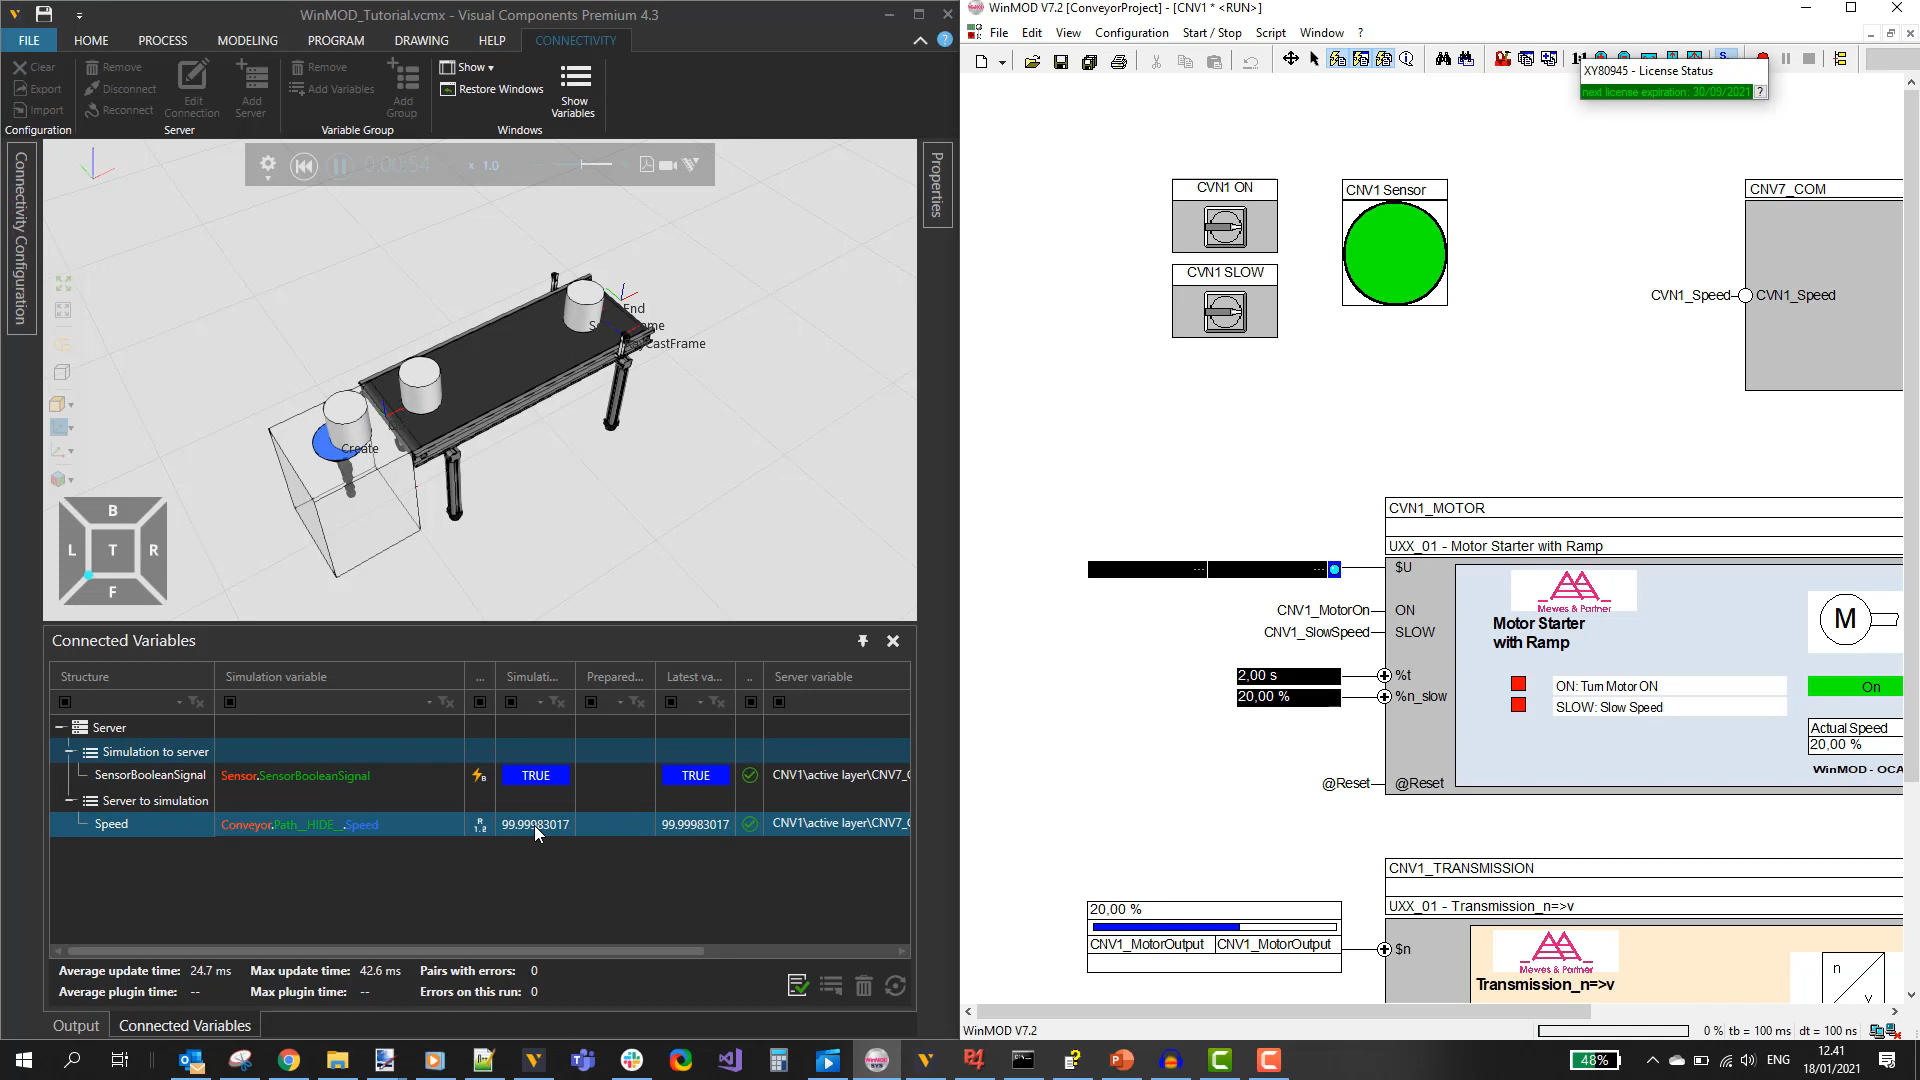 WinMOD_Tutorial.vcmx - Visual Components Premium 4.3
FILE HOME PROCESS MODELING PROGRAM DRAWING HELP CONNECTIVITY
Clear
Export
Import
Configuration
Remove
Disconnect
Reconnect
Edit Connection
Add Server
Server
Remove
Add Variables
Add Group
Variable Group
Show
Restore Windows
Show Variables
Windows
Connectivity Configuration
Properties
0:00:54
x 1.0
End
Create
B
L T R
F
Connected Variables
Structure Simulation variable ... Simulati... Prepared... Latest va... .. Server variable
Server
Simulation to server
SensorBooleanSignal Sensor.SensorBooleanSignal TRUE TRUE CNV1\active layer\CNV7_C
Server to simulation
Speed Conveyor.Path__HIDE__.Speed 99.99983017 99.99983017 CNV1\active layer\CNV7_C
Average update time: 24.7 ms Max update time: 42.6 ms Pairs with errors: 0
Average plugin time: -- Max plugin time: -- Errors on this run: 0
Output Connected Variables
WinMOD V7.2 [ConveyorProject] - [CNV1 * <RUN>]
File Edit View Configuration Start / Stop Script Window ?
XY80945 - License Status
next license expiration: 30/09/2021 ?
CVN1 ON
CVN1 SLOW
CNV1 Sensor
CNV7_COM
CVN1_Speed CVN1_Speed
CVN1_MOTOR
UXX_01 - Motor Starter with Ramp
$U
CNV1_MotorOn ON
CNV1_SlowSpeed SLOW
2,00 s %t
20,00 % %n_slow
@Reset @Reset
Mewes & Partner
Motor Starter
with Ramp
M
ON: Turn Motor ON
SLOW: Slow Speed
On
Actual Speed
20,00 %
WinMOD - OCA
CNV1_TRANSMISSION
UXX_01 - Transmission_n=>v
20,00 %
CNV1_MotorOutput CNV1_MotorOutput
$n
Mewes & Partner
Transmission_n=>v
n
v
WinMOD V7.2
0 % tb = 100 ms dt = 100 ns
48%
ENG
12.41
18/01/2021